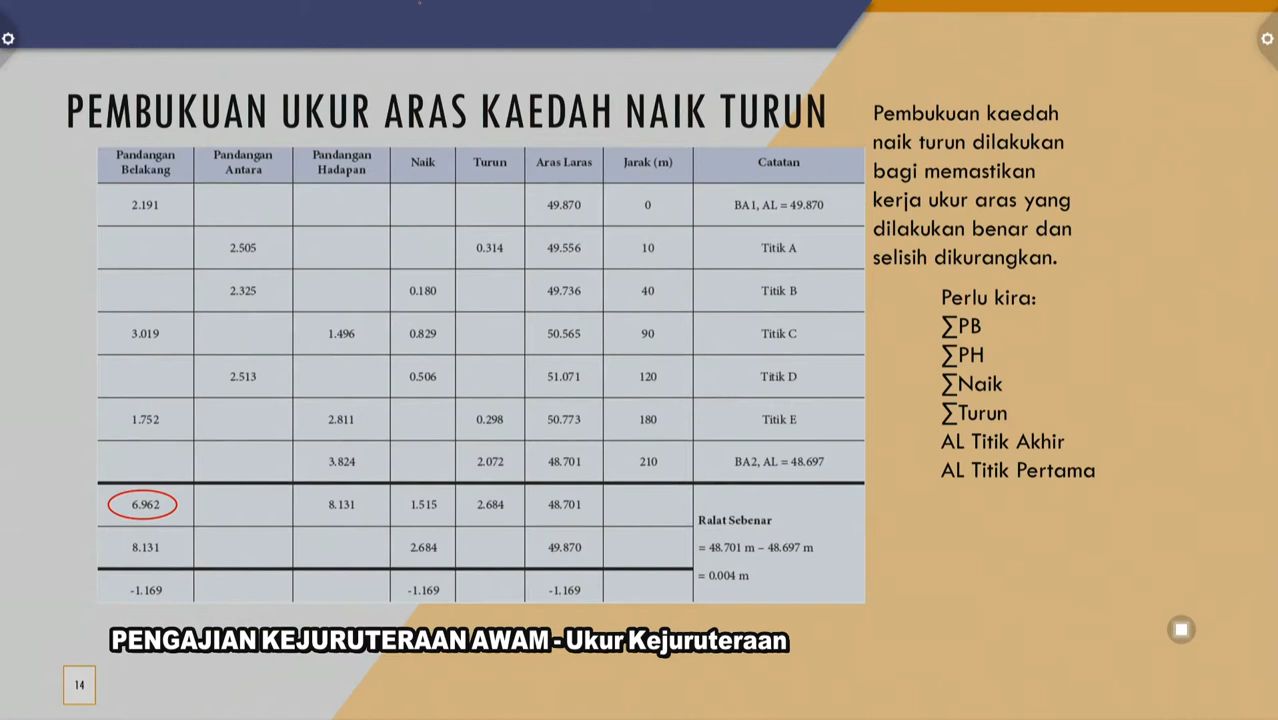 PEMBUKUAN UKUR ARAS KAEDAH NAIK TURUN
Pandangan Belakang Pandangan Antara Pandangan Hadapan Naik Turun Aras Laras Jarak (m) Catatan
2.191 49.870 0 BA1, AL = 49.870
2.505 0.314 49.556 10 Titik A
2.325 0.180 49.736 40 Titik B
3.019 1.496 0.829 50.565 90 Titik C
2.513 0.506 51.071 120 Titik D
1.752 2.811 0.298 50.773 180 Titik E
3.824 2.072 48.701 210 BA2, AL = 48.697
6.962 8.131 1.515 2.684 48.701
8.131 2.684 49.870
-1.169 -1.169 -1.169
Ralat Sebenar
= 48.701 m – 48.697 m
= 0.004 m
Pembukuan kaedah
naik turun dilakukan
bagi memastikan
kerja ukur aras yang
dilakukan benar dan
selisih dikurangkan.
Perlu kira:
∑PB
∑PH
∑Naik
∑Turun
AL Titik Akhir
AL Titik Pertama
PENGAJIAN KEJURUTERAAN AWAM - Ukur Kejuruteraan
14